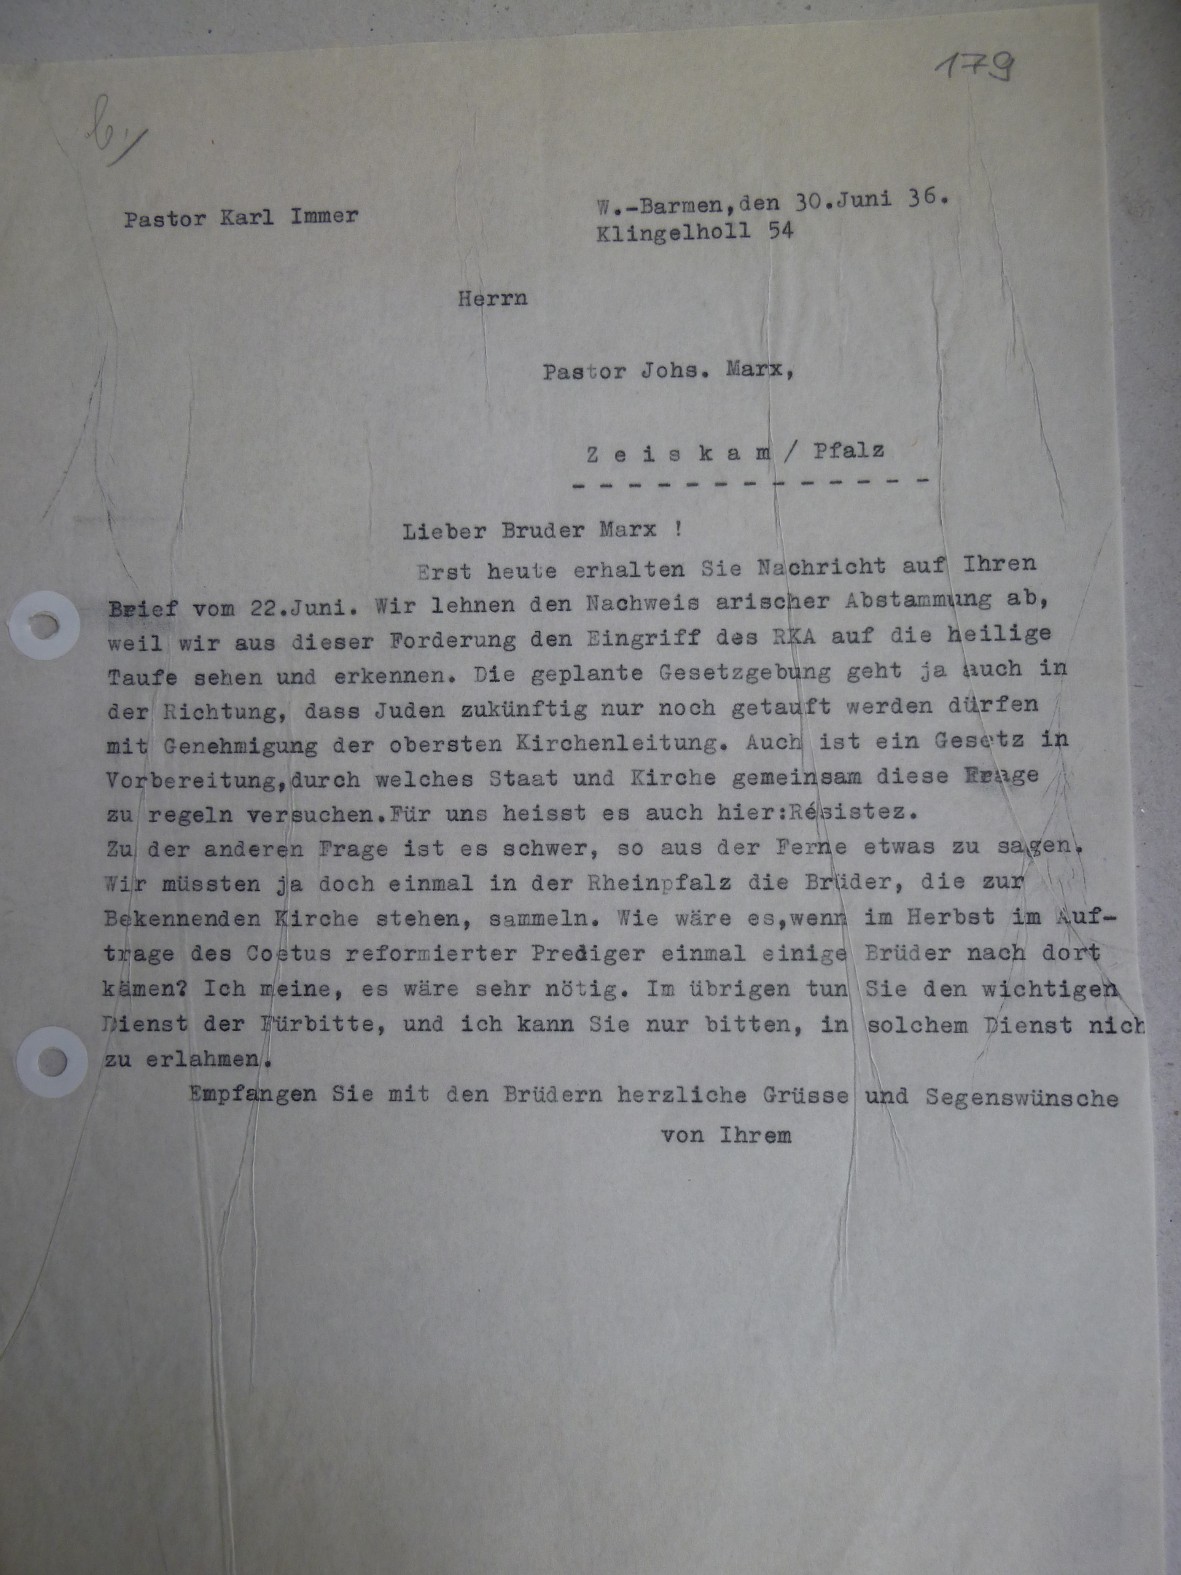 179
Pastor Karl Immer
W.-Barmen,den 30.Juni 36.
Klingelholl 54
Herrn
Pastor Johs. Marx,
Z e i s k a m / Pfalz
- - - - - - - - - - - - -
Lieber Bruder Marx !
Erst heute erhalten Sie Nachricht auf Ihren
Brief vom 22.Juni. Wir lehnen den Nachweis arischer Abstammung ab,
weil wir aus dieser Forderung den Eingriff des RKA auf die heilige
Taufe sehen und erkennen. Die geplante Gesetzgebung geht ja auch in
der Richtung, dass Juden zukünftig nur noch getauft werden dürfen
mit Genehmigung der obersten Kirchenleitung. Auch ist ein Gesetz in
Vorbereitung,durch welches Staat und Kirche gemeinsam diese Frage
zu regeln versuchen.Für uns heisst es auch hier:Résistez.
Zu der anderen Frage ist es schwer, so aus der Ferne etwas zu sagen.
Wir müssten ja doch einmal in der Rheinpfalz die Brüder, die zur
Bekennenden Kirche stehen, sammeln. Wie wäre es,wenn im Herbst im Auf-
trage des Coetus reformierter Prediger einmal einige Brüder nach dort
kämen? Ich meine, es wäre sehr nötig. Im übrigen tun Sie den wichtigen
Dienst der Fürbitte, und ich kann Sie nur bitten, in solchem Dienst nich
zu erlahmen.
Empfangen Sie mit den Brüdern herzliche Grüsse und Segenswünsche
von Ihrem